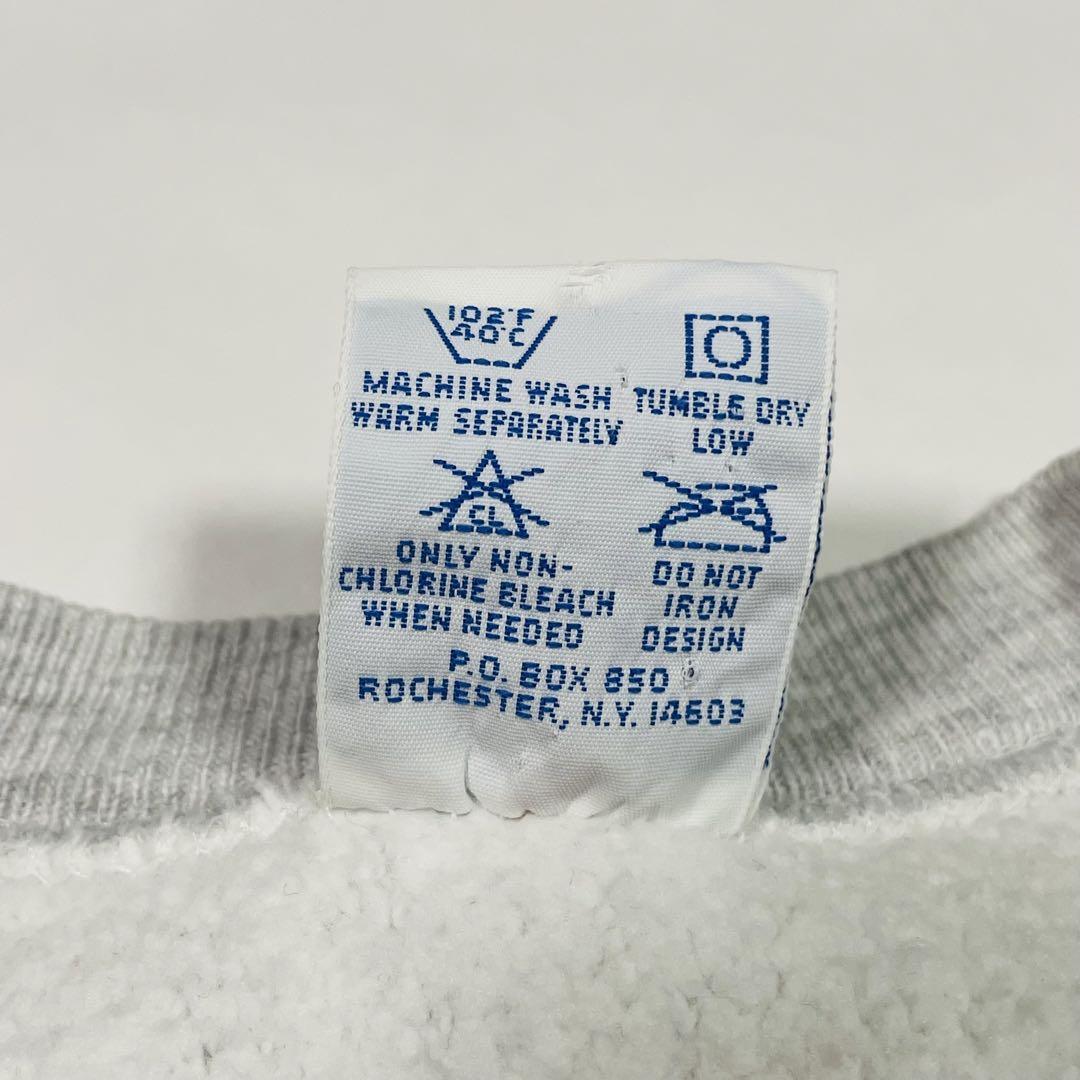 102°F
40°C
MACHINE WASH
WARM SEPARATELY
TUMBLE DRY
LOW
CL
ONLY NON-
CHLORINE BLEACH
WHEN NEEDED
DO NOT
IRON
DESIGN
P.O. BOX 850
ROCHESTER, N.Y. 14603